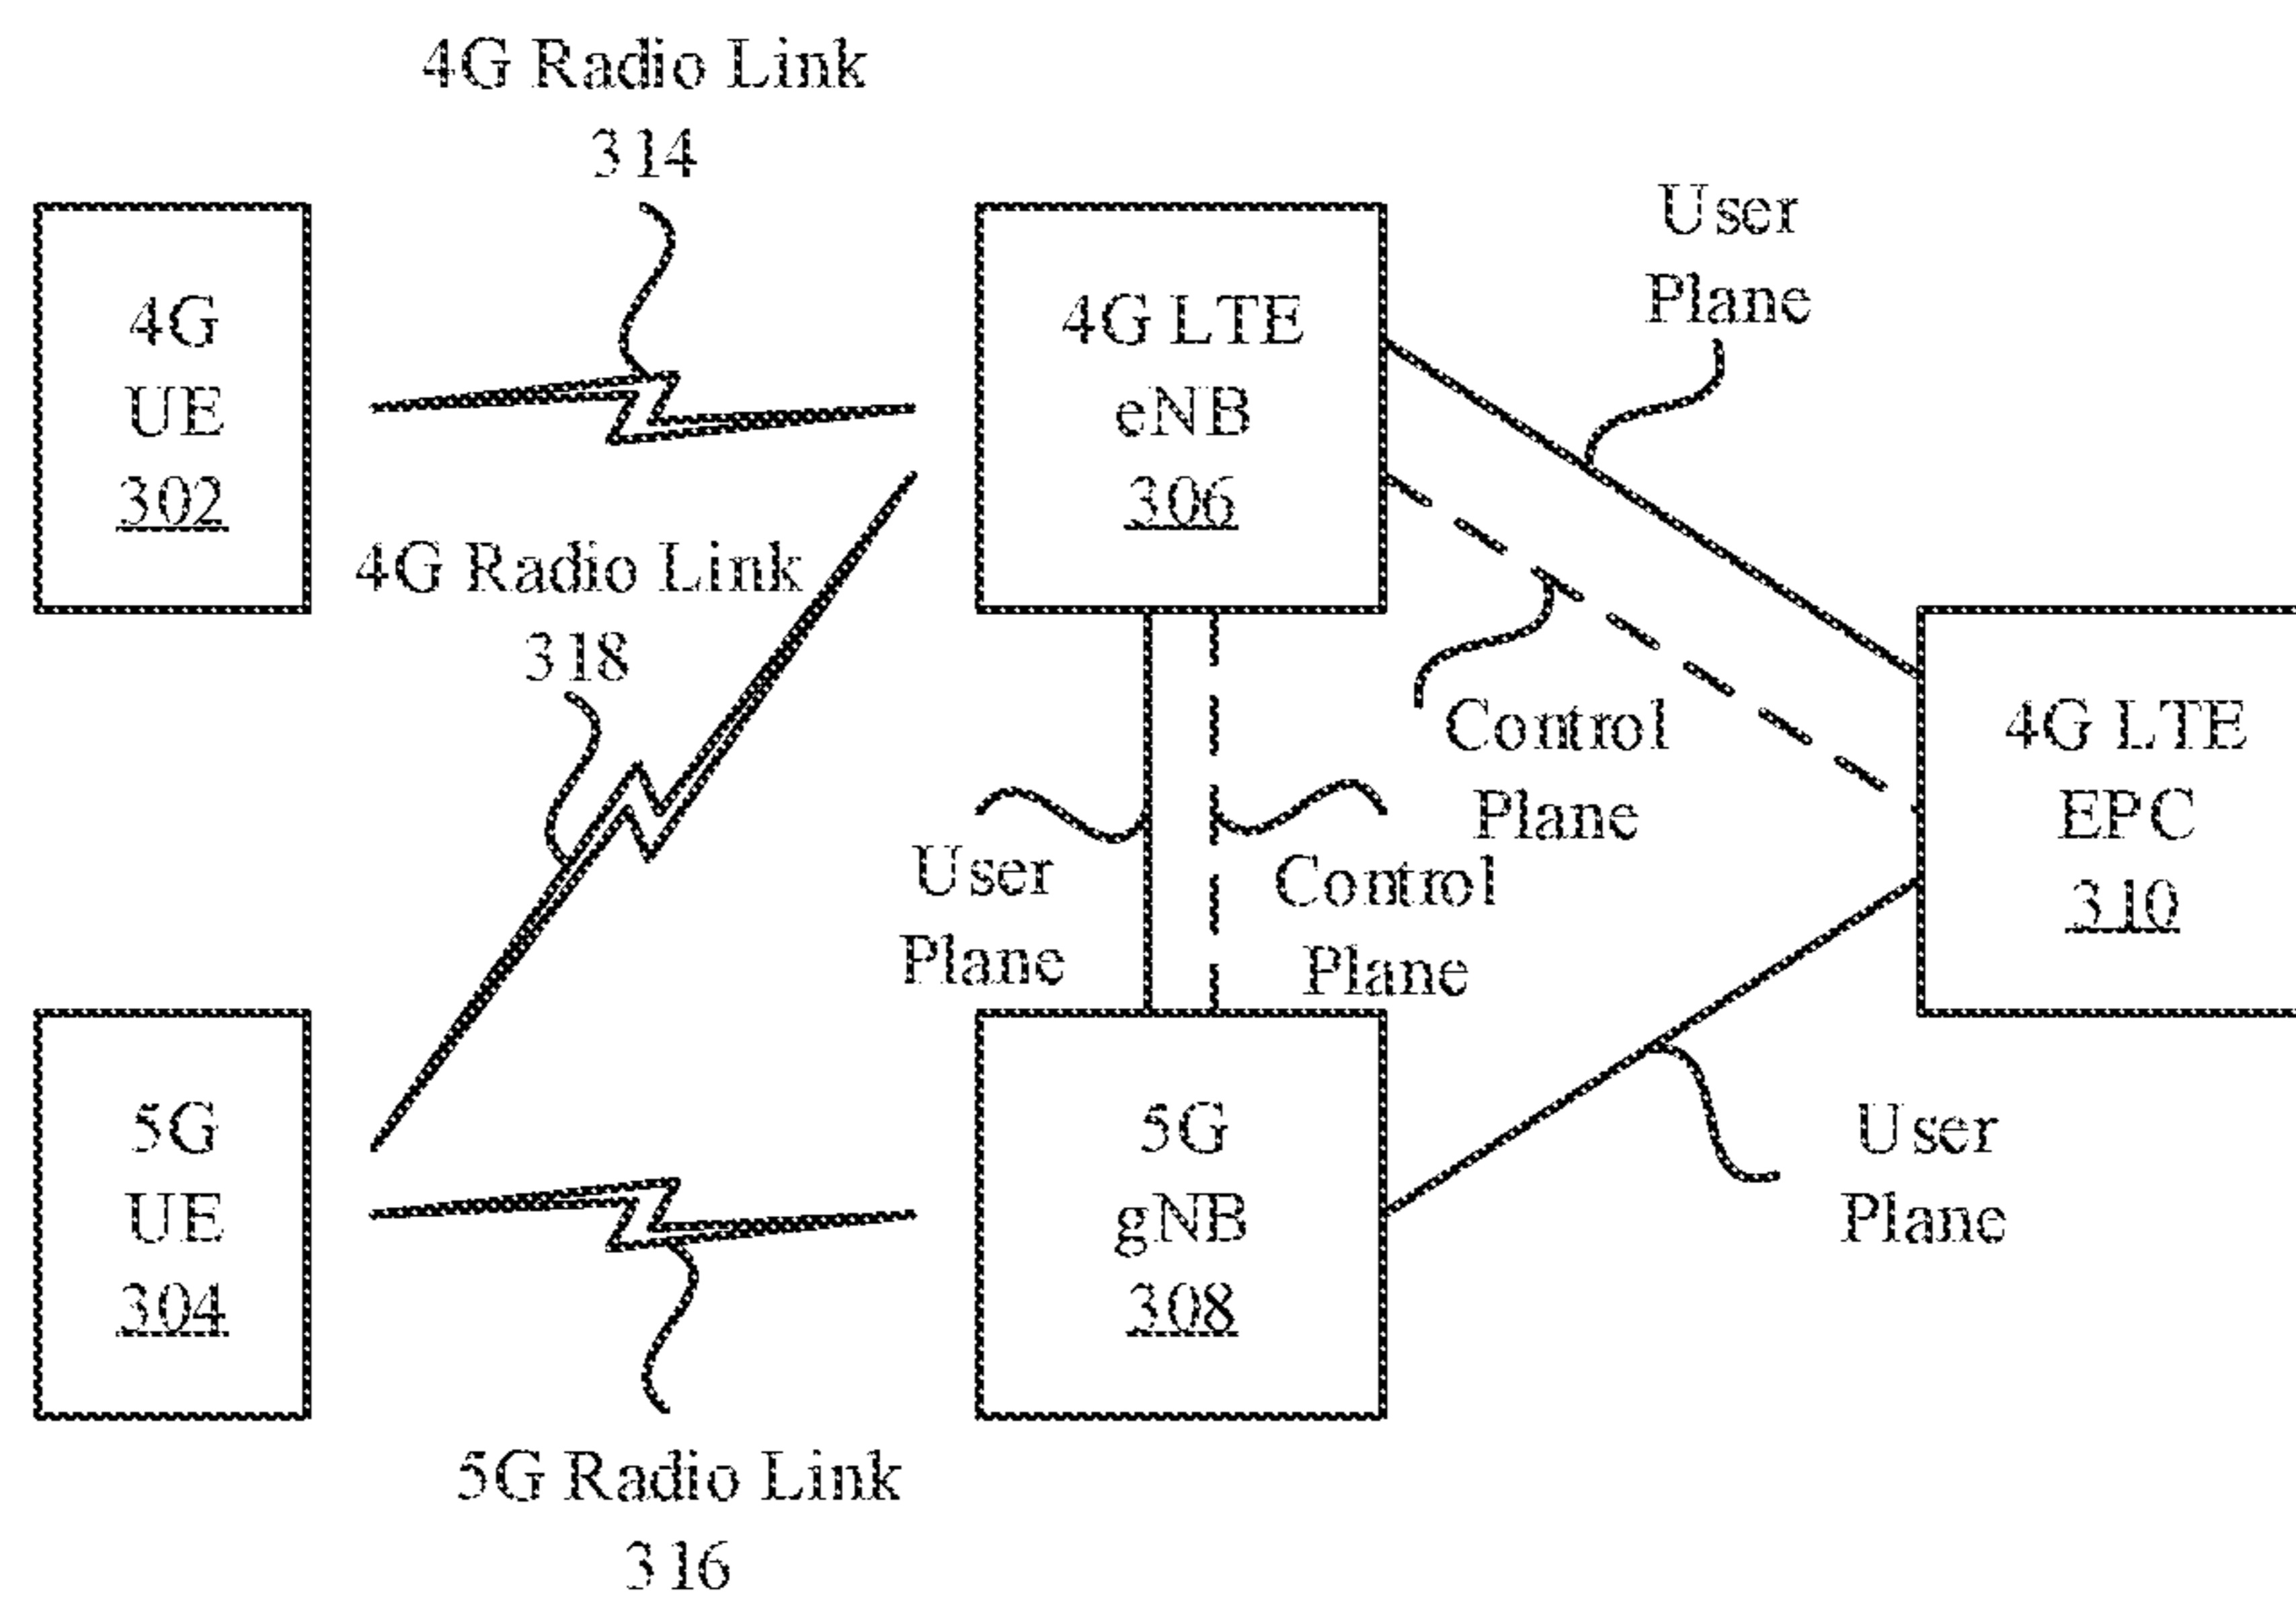 4G Radio Link
314
User
Plane
4G
UE
302
4G LTE
eNB
306
4G Radio Link
318
Control
Plane
4G LTE
EPC
310
User
Plane
Control
Plane
5G
UE
304
5G
gNB
308
User
Plane
5G Radio Link
316